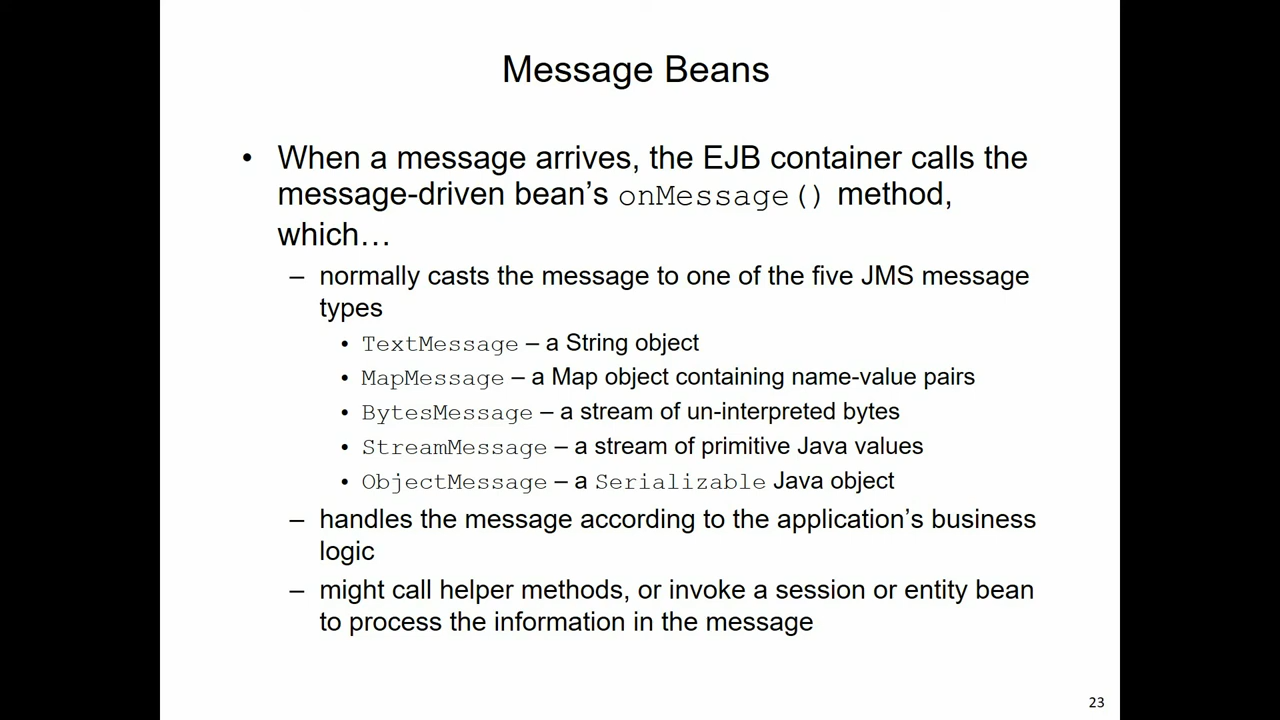 Message Beans
• When a message arrives, the EJB container calls the
message-driven bean’s onMessage() method,
which…
– normally casts the message to one of the five JMS message
types
• TextMessage – a String object
• MapMessage – a Map object containing name-value pairs
• BytesMessage – a stream of un-interpreted bytes
• StreamMessage – a stream of primitive Java values
• ObjectMessage – a Serializable Java object
– handles the message according to the application’s business
logic
– might call helper methods, or invoke a session or entity bean
to process the information in the message
23